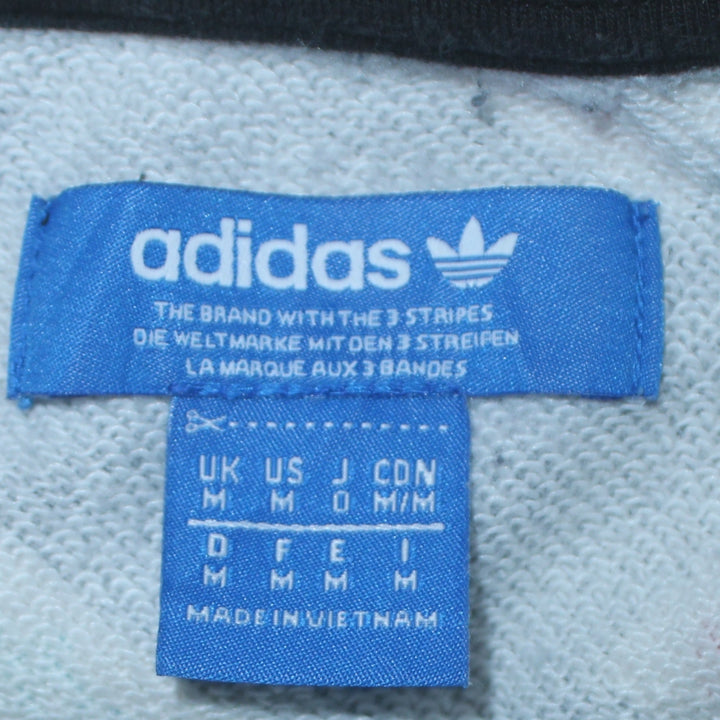 adidas
THE BRAND WITH THE 3 STRIPES
DIE WELTMARKE MIT DEN 3 STREIFEN
LA MARQUE AUX 3 BANDES
UK US J CDN
M M O M/M
D F E I
M M M M
MADE IN VIETNAM